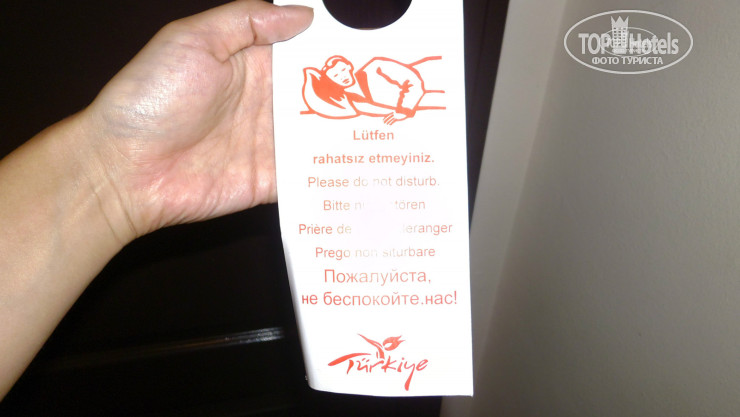 TOP Hotels
ФОТО ТУРИСТА
Lütfen
rahatsız etmeyiniz.
Please do not disturb.
Bitte
Prière de
Prego non
Пожалуйста,
не беспокойте.нас!
Türkiye